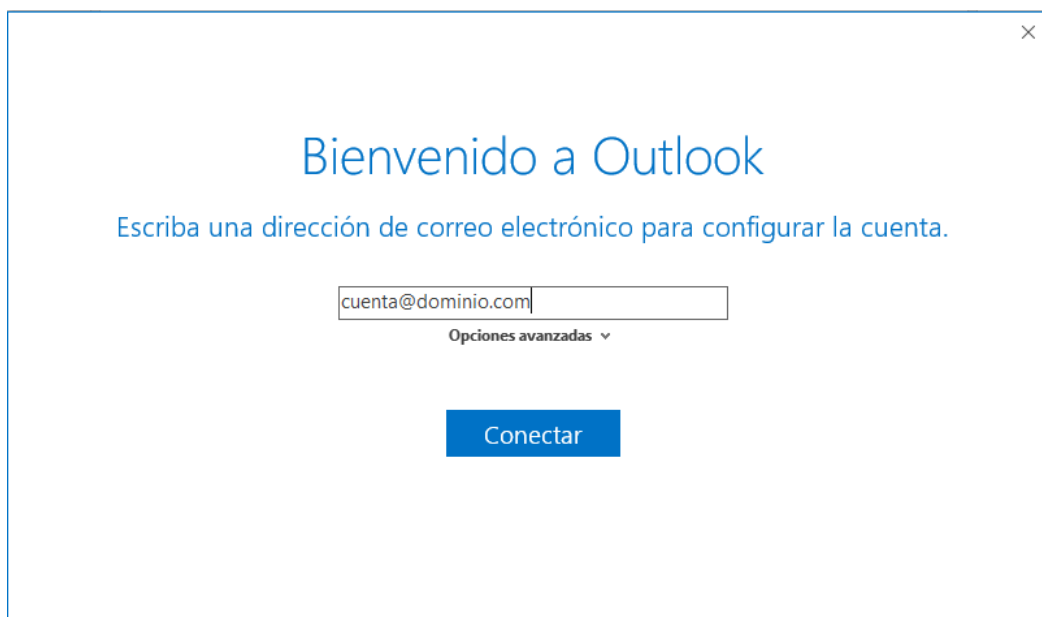 Bienvenido a Outlook
Escriba una dirección de correo electrónico para configurar la cuenta.
cuenta@dominio.com
Opciones avanzadas
Conectar